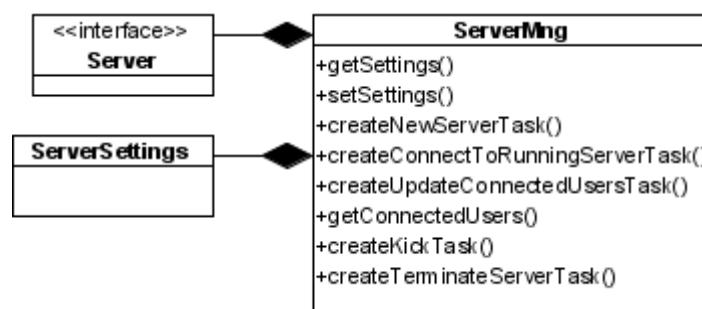 <<interface>>
Server
ServerSettings
ServerMng
+getSettings()
+setSettings()
+createNewServerTask()
+createConnectToRunningServerTask()
+createUpdateConnectedUsersTask()
+getConnectedUsers()
+createKickTask()
+createTerminateServerTask()